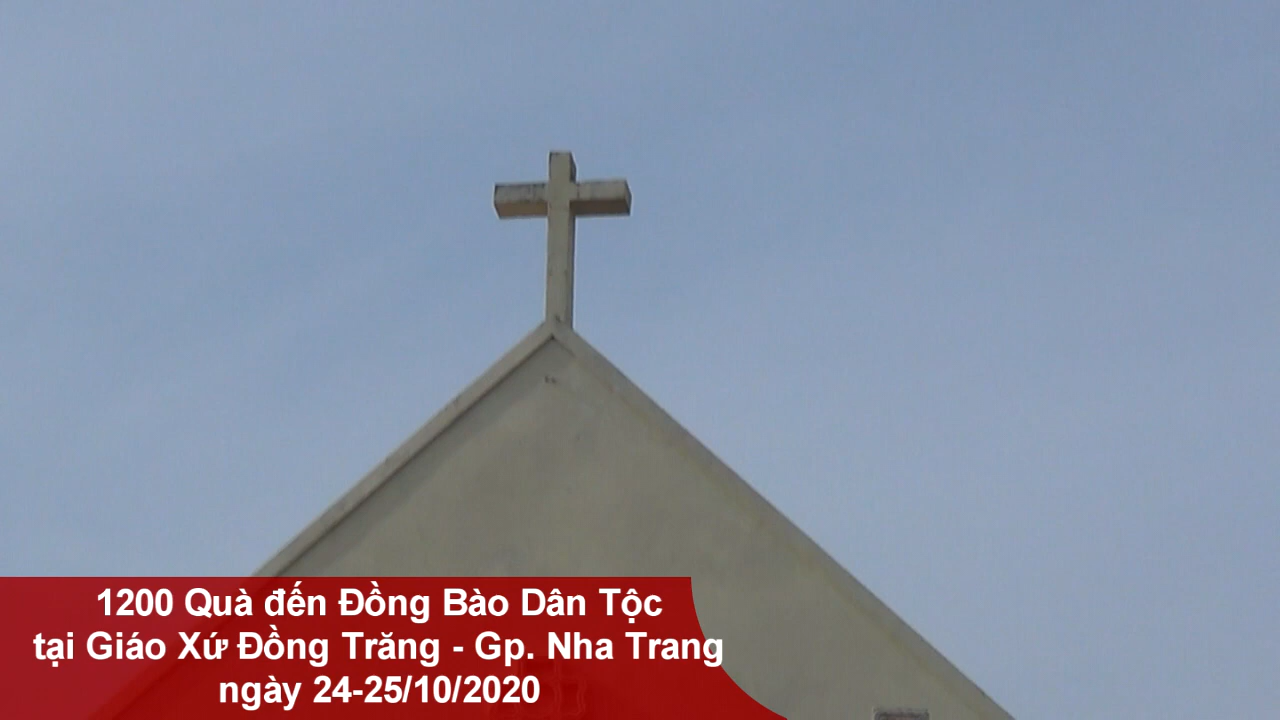 1200 Quà đến Đồng Bào Dân Tộc
tại Giáo Xứ Đồng Trăng - Gp. Nha Trang
ngày 24-25/10/2020